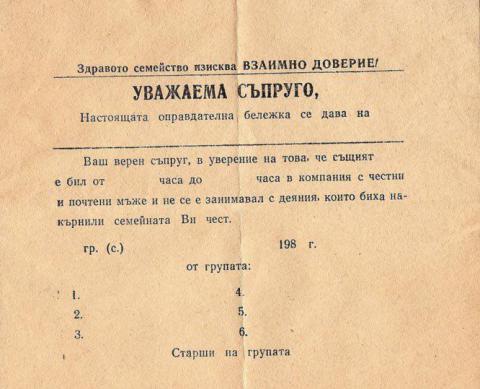 Здравото семейство изисква ВЗАИМНО ДОВЕРИЕ!
УВАЖАЕМА СЪПРУГО,
Настоящата оправдателна бележка се дава на
Ваш верен съпруг, в уверение на това, че същият
е бил от часа до часа в компания с честни
и почтени мъже и не се е занимавал с деяния, които биха на-
кърнили семейната Ви чест.
гр. (с.) 198 г.
от групата:
1. 4.
2. 5.
3. 6.
Старши на групата